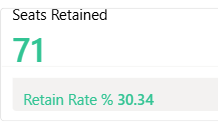 Seats Retained
71
Retain Rate % 30.34